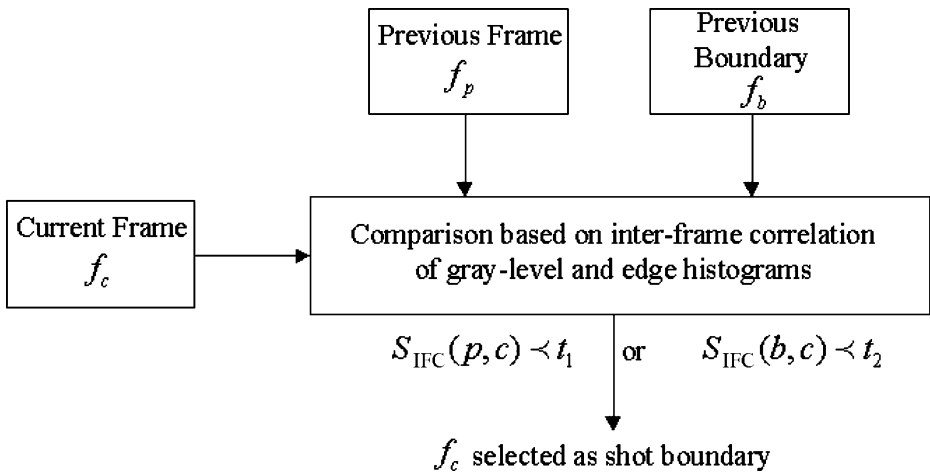 Previous Frame
f_p
Previous
Boundary
f_b
Current Frame
f_c
Comparison based on inter-frame correlation
of gray-level and edge histograms
S_IFC(p,c) ≺ t_1 or S_IFC(b,c) ≺ t_2
f_c selected as shot boundary